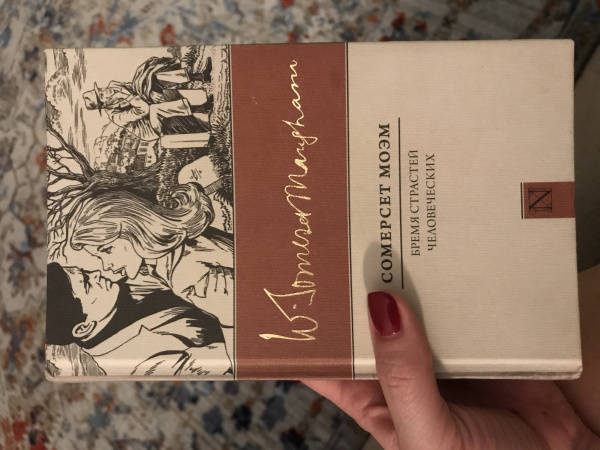 СОМЕРСЕТ МОЭМ
БРЕМЯ СТРАСТЕЙ
ЧЕЛОВЕЧЕСКИХ
W. Somerset Maugham
N